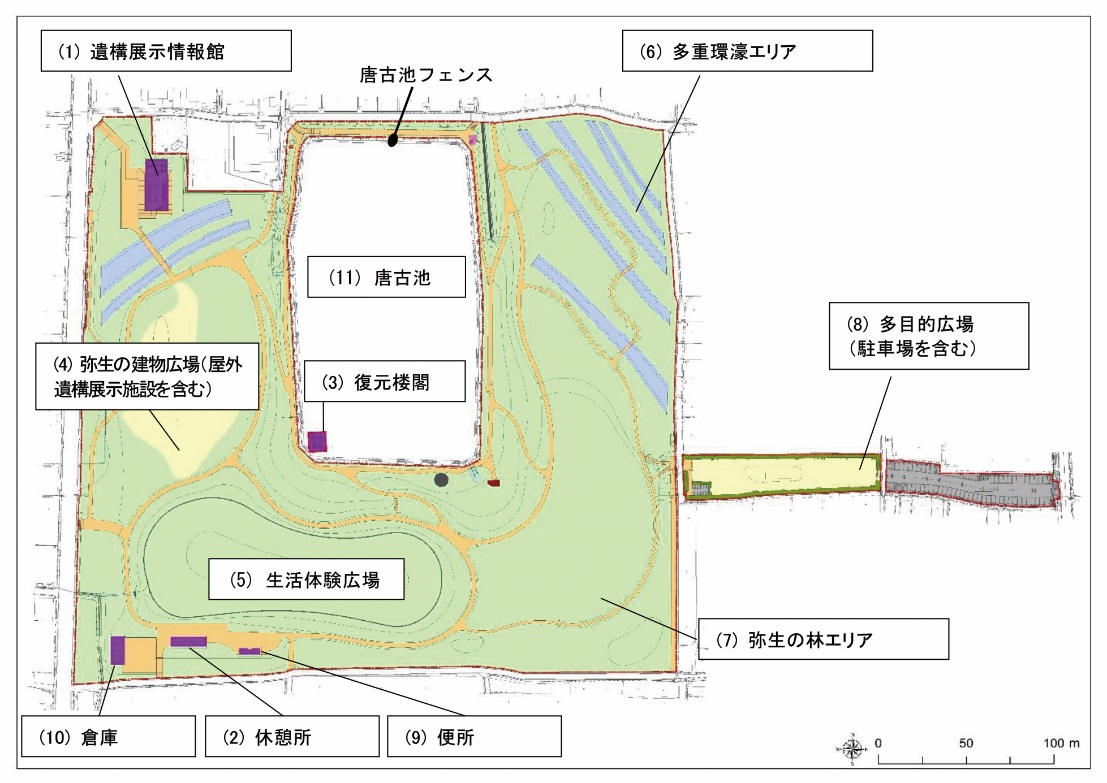 (1) 遺構展示情報館
唐古池フェンス
(6) 多重環濠エリア
(11) 唐古池
(8) 多目的広場
(駐車場を含む)
(4) 弥生の建物広場(屋外
遺構展示施設を含む)
(3) 復元楼閣
(5) 生活体験広場
(7) 弥生の林エリア
(10) 倉庫
(2) 休憩所
(9) 便所
0 50 100 m